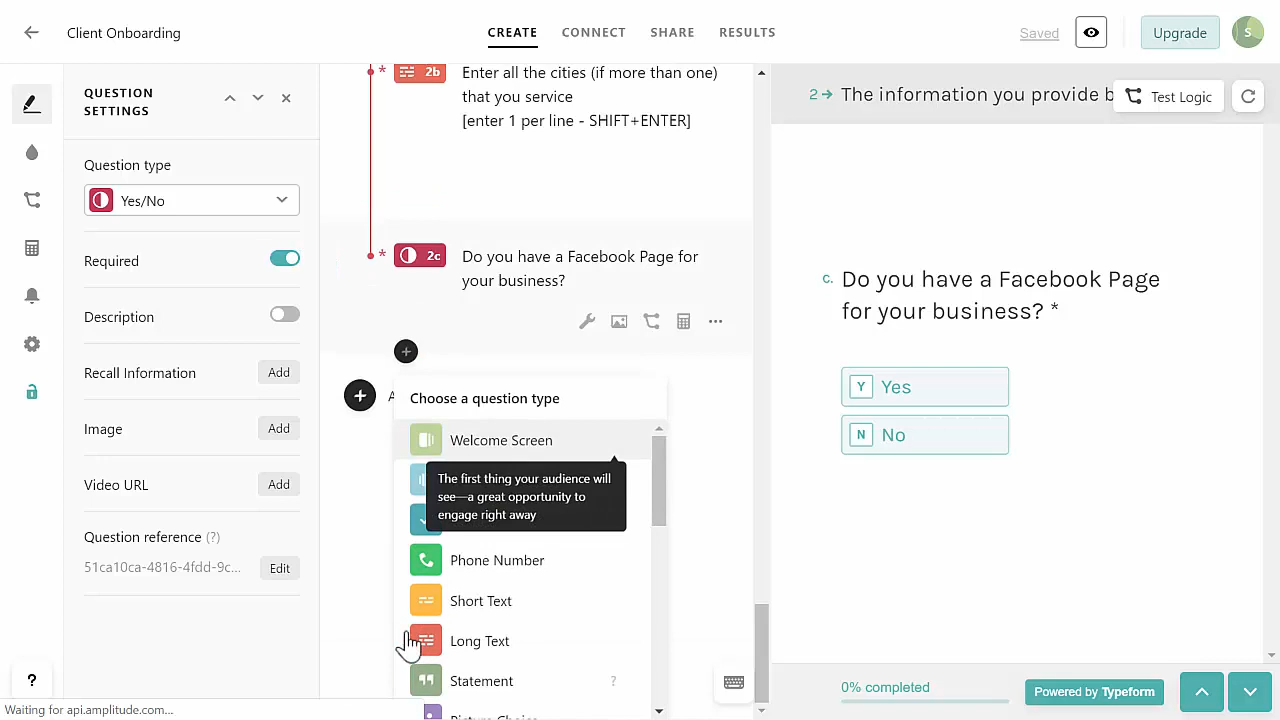 Client Onboarding
CREATE
CONNECT
SHARE
RESULTS
Saved
Upgrade
S
QUESTION
SETTINGS
Question type
Yes/No
Required
Description
Recall Information
Add
Image
Add
Video URL
Add
Question reference (?)
51ca10ca-4816-4fdd-9c...
Edit
?
Waiting for api.amplitude.com...
* 2b
Enter all the cities (if more than one)
that you service
[enter 1 per line - SHIFT+ENTER]
* 2c
Do you have a Facebook Page for
your business?
A
Choose a question type
Welcome Screen
The first thing your audience will
see—a great opportunity to
engage right away
Phone Number
Short Text
Long Text
Statement
?
Picture Choice
2 → The information you provide b
Test Logic
c. Do you have a Facebook Page
for your business? *
Y Yes
N No
0% completed
Powered by Typeform